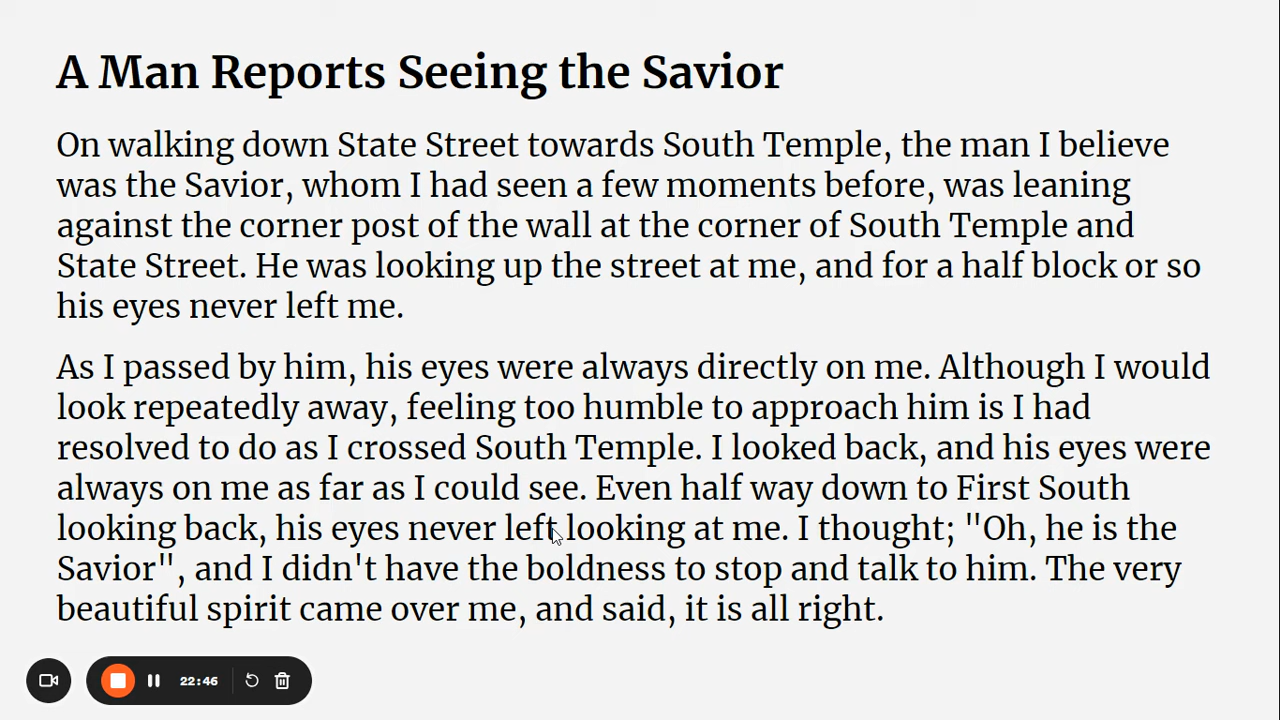 A Man Reports Seeing the Savior
On walking down State Street towards South Temple, the man I believe
was the Savior, whom I had seen a few moments before, was leaning
against the corner post of the wall at the corner of South Temple and
State Street. He was looking up the street at me, and for a half block or so
his eyes never left me.
As I passed by him, his eyes were always directly on me. Although I would
look repeatedly away, feeling too humble to approach him is I had
resolved to do as I crossed South Temple. I looked back, and his eyes were
always on me as far as I could see. Even half way down to First South
looking back, his eyes never left looking at me. I thought; "Oh, he is the
Savior", and I didn't have the boldness to stop and talk to him. The very
beautiful spirit came over me, and said, it is all right.
22:46